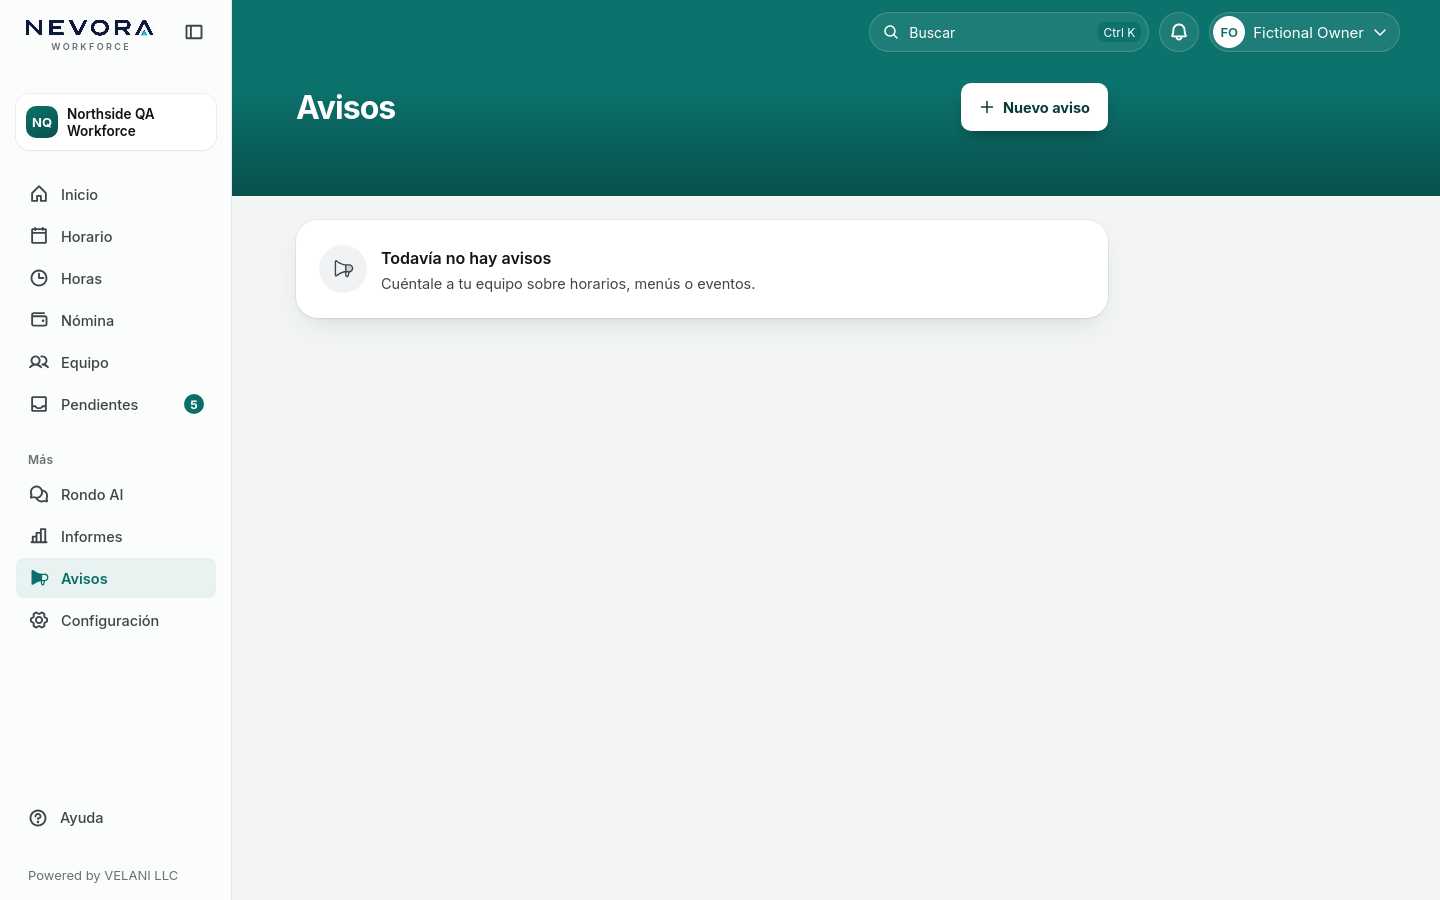 NEVORA
WORKFORCE
Buscar
Ctrl K
FO
Fictional Owner
NQ
Northside QA
Workforce
Avisos
Nuevo aviso
Inicio
Horario
Horas
Nómina
Equipo
Pendientes
5
Más
Rondo AI
Informes
Avisos
Configuración
Todavía no hay avisos
Cuéntale a tu equipo sobre horarios, menús o eventos.
Ayuda
Powered by VELANI LLC